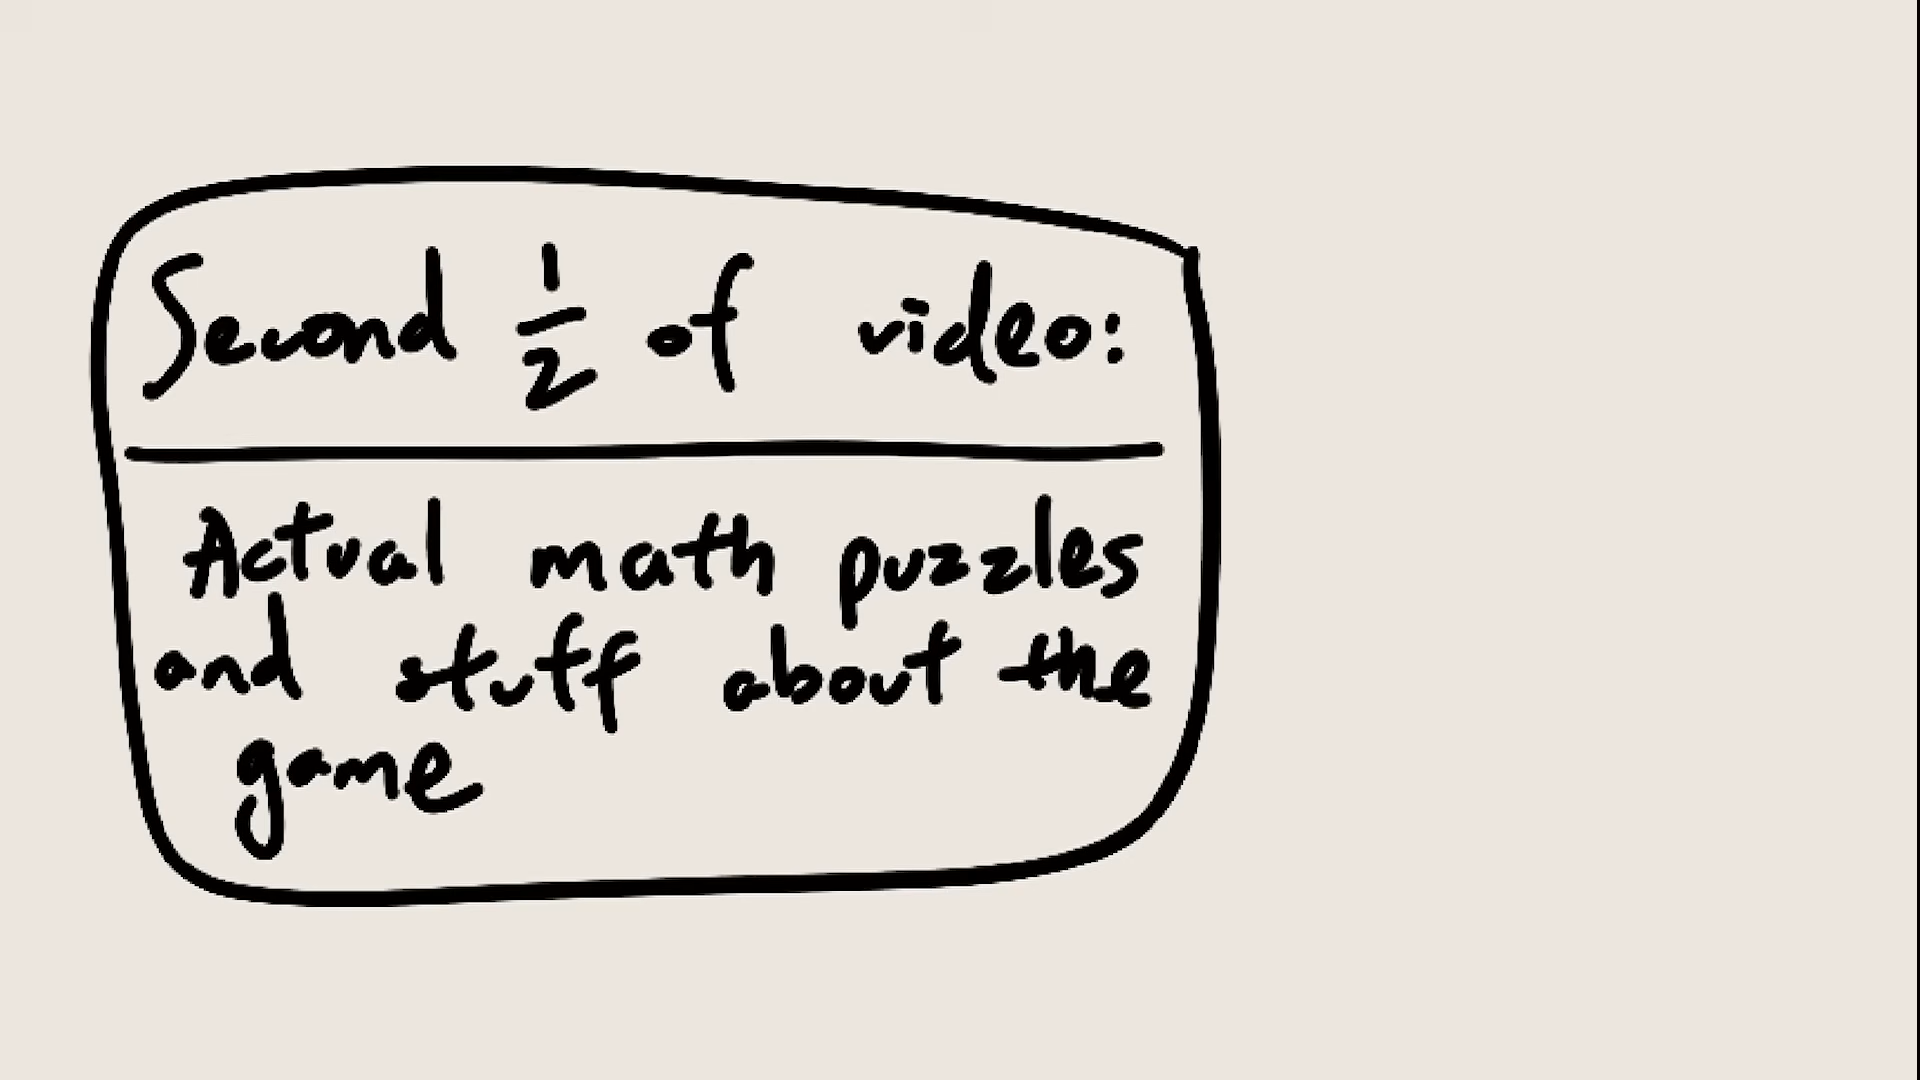 Second 1/2 of video:
Actual math puzzles
and stuff about the
game